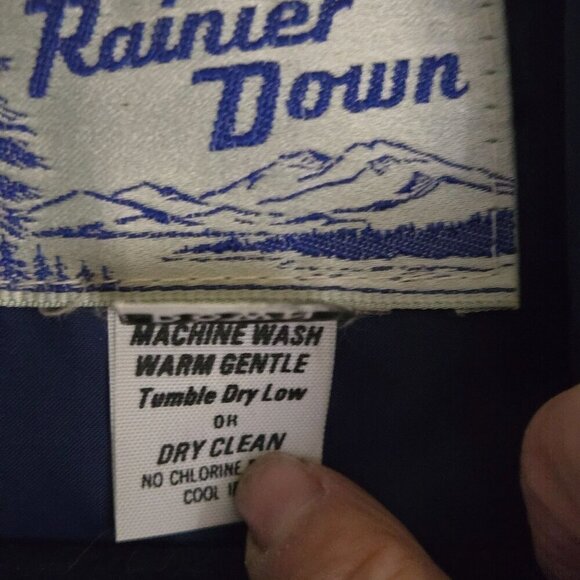 Rainier
Down
MACHINE WASH
WARM GENTLE
Tumble Dry Low
OR
DRY CLEAN
NO CHLORINE
COOL